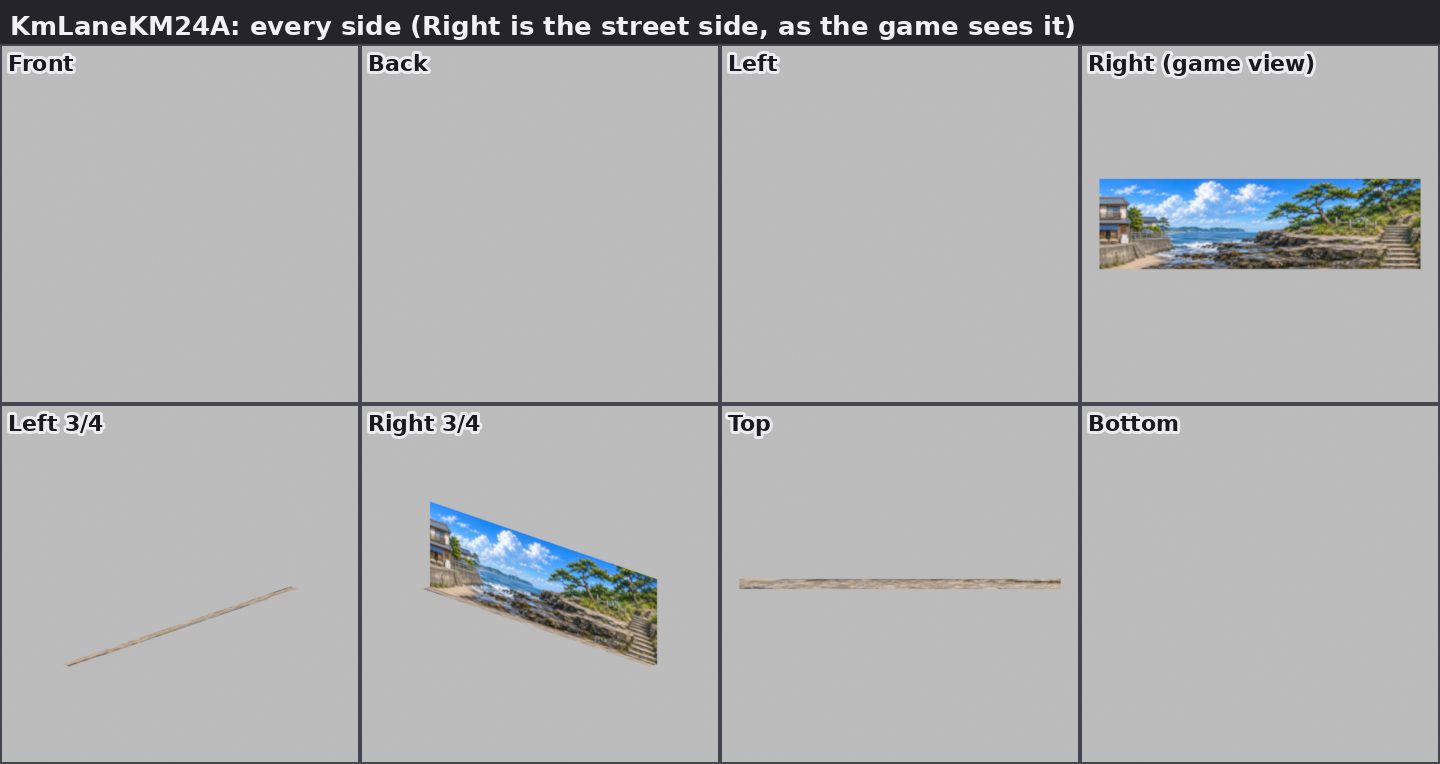 KmLaneKM24A: every side (Right is the street side, as the game sees it)
Front
Back
Left
Right (game view)
Left 3/4
Right 3/4
Top
Bottom